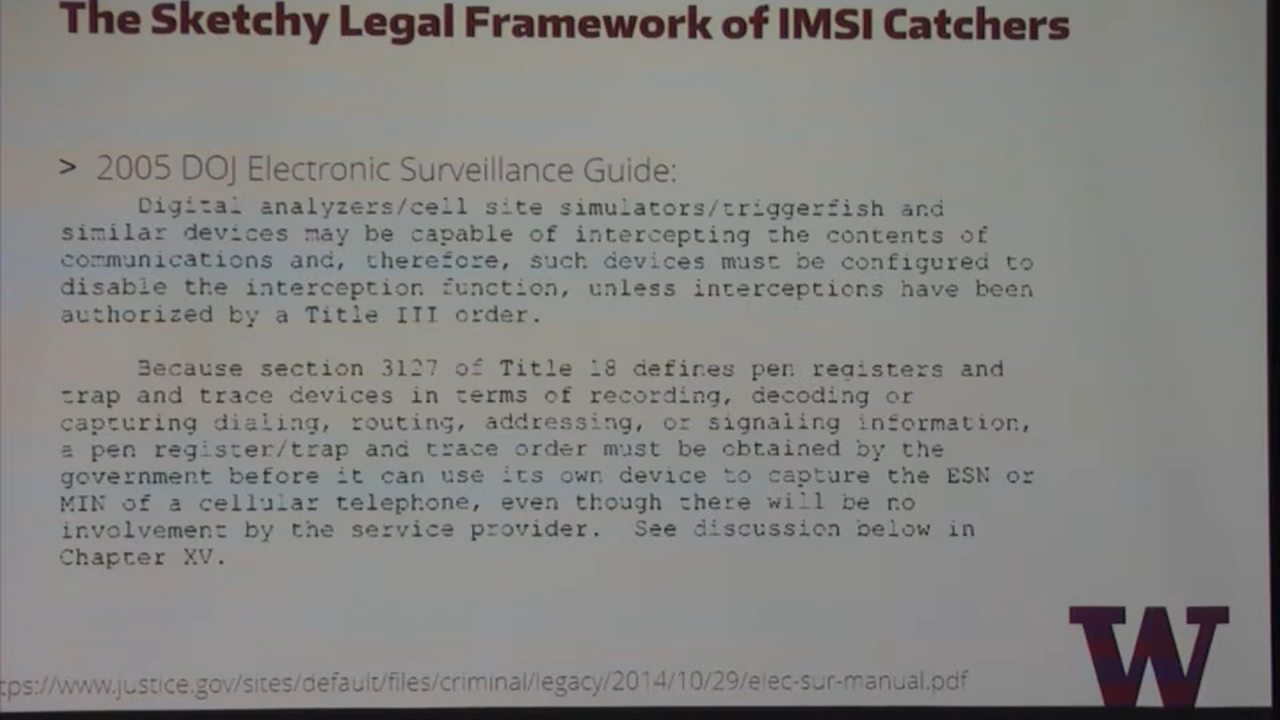 The Sketchy Legal Framework of IMSI Catchers
> 2005 DOJ Electronic Surveillance Guide:
Digital analyzers/cell site simulators/triggerfish and
similar devices may be capable of intercepting the contents of
communications and, therefore, such devices must be configured to
disable the interception function, unless interceptions have been
authorized by a Title III order.
Because section 3127 of Title 18 defines pen registers and
trap and trace devices in terms of recording, decoding or
capturing dialing, routing, addressing, or signaling information,
a pen register/trap and trace order must be obtained by the
government before it can use its own device to capture the ESN or
MIN of a cellular telephone, even though there will be no
involvement by the service provider. See discussion below in
Chapter XV.
tps://www.justice.gov/sites/default/files/criminal/legacy/2014/10/29/elec-sur-manual.pdf
W